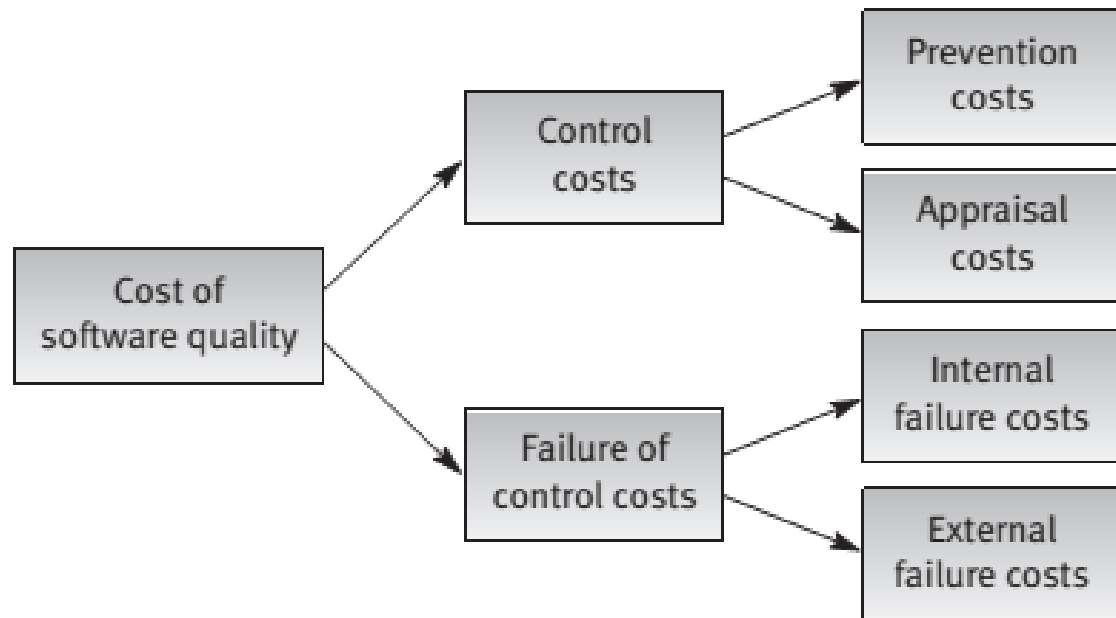 Cost of
software quality
Control
costs
Failure of
control costs
Prevention
costs
Appraisal
costs
Internal
failure costs
External
failure costs